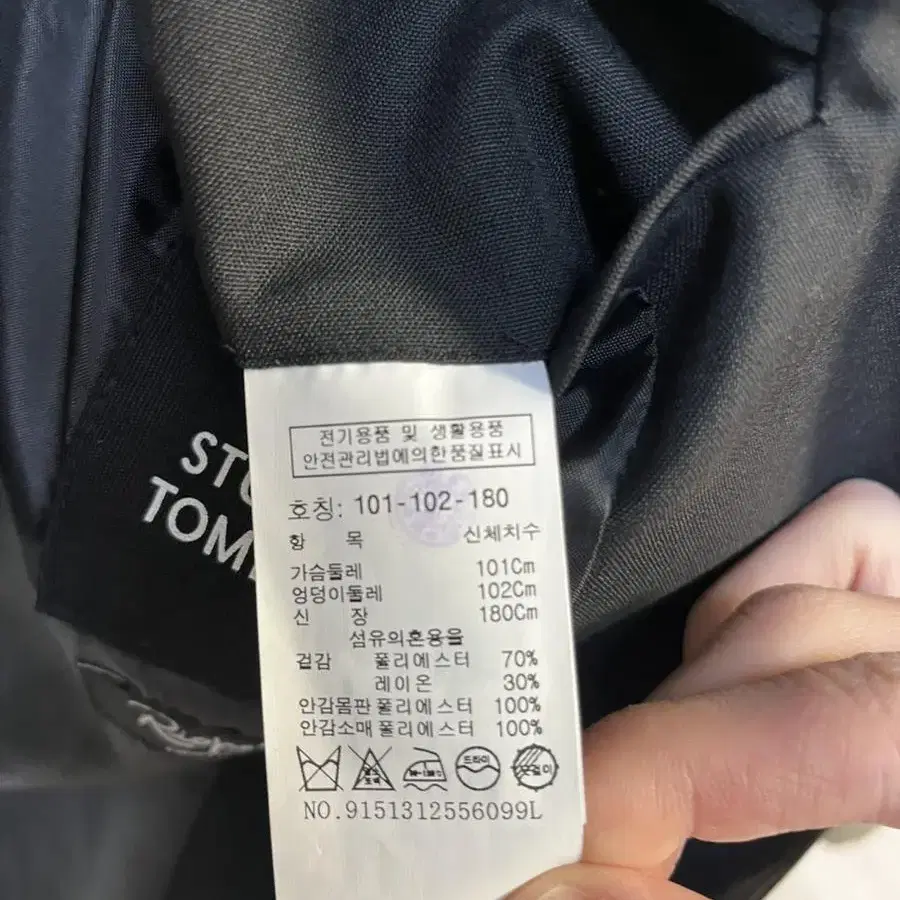 전기용품 및 생활용품
안전관리법에의한품질표시
호칭: 101-102-180
항 목 신체치수
가슴둘레 101Cm
엉덩이둘레 102Cm
신 장 180Cm
섬유의혼용율
겉감 폴리에스터 70%
레이온 30%
안감몸판 폴리에스터 100%
안감소매 폴리에스터 100%
드라이
NO.9151312556099L